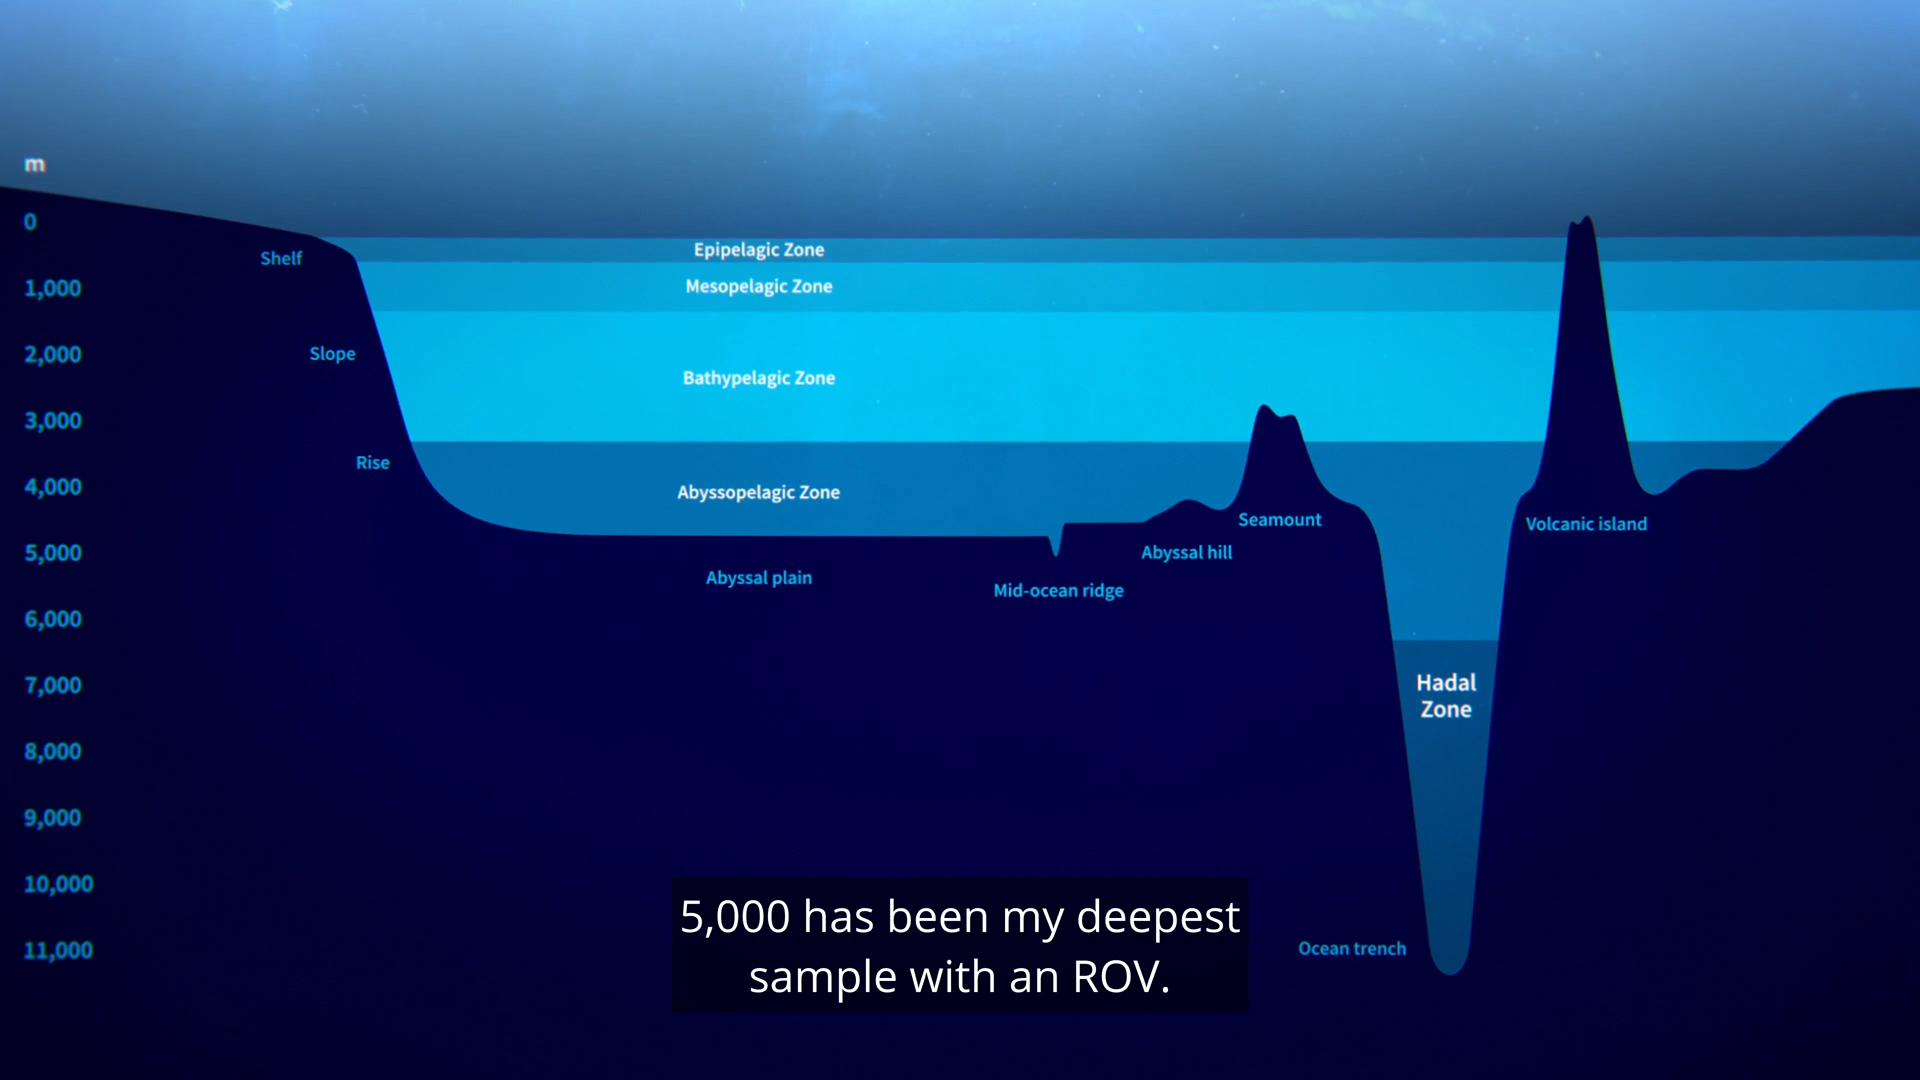 m
0
Shelf
Epipelagic Zone
1,000
Mesopelagic Zone
2,000
Slope
Bathypelagic Zone
3,000
Rise
4,000
Abyssopelagic Zone
Seamount
Volcanic island
5,000
Abyssal hill
Abyssal plain
Mid-ocean ridge
6,000
7,000
Hadal
Zone
8,000
9,000
10,000
11,000
Ocean trench
5,000 has been my deepest
sample with an ROV.